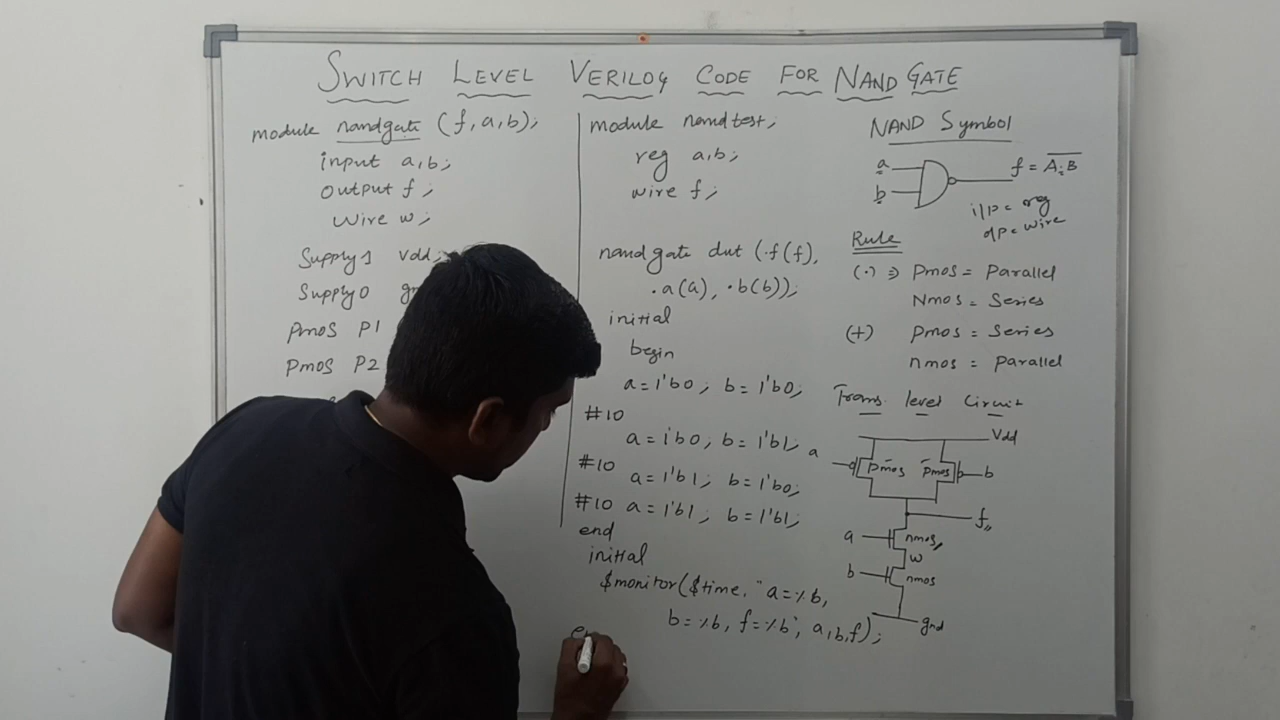 SWITCH LEVEL VERILOG CODE FOR NAND GATE
module nandgate (f,a,b);
input a,b;
output f;
wire w;
Supply1 vdd;
Supply0
Pmos P1
Pmos P2
module nandtest;
reg a,b;
wire f;
nandgate dut (.f(f),
.a(a), .b(b));
initial
begin
a=1'b0; b=1'b0;
#10
a=1'b0; b=1'b1;
#10 a=1'b1; b=1'b0;
#10 a=1'b1; b=1'b1;
end
initial
$monitor($time, "a=%b,
b=%b, f=%b", a,b,f);
NAND Symbol
a
b
f = A.B
i/p = reg
o/p = wire
Rule
(.) ⇒ Pmos = Parallel
Nmos = Series
(+) Pmos = Series
nmos = Parallel
Trans level Circuit
Vdd
a pmos pmos b
f
a nmos
w
b nmos
gnd